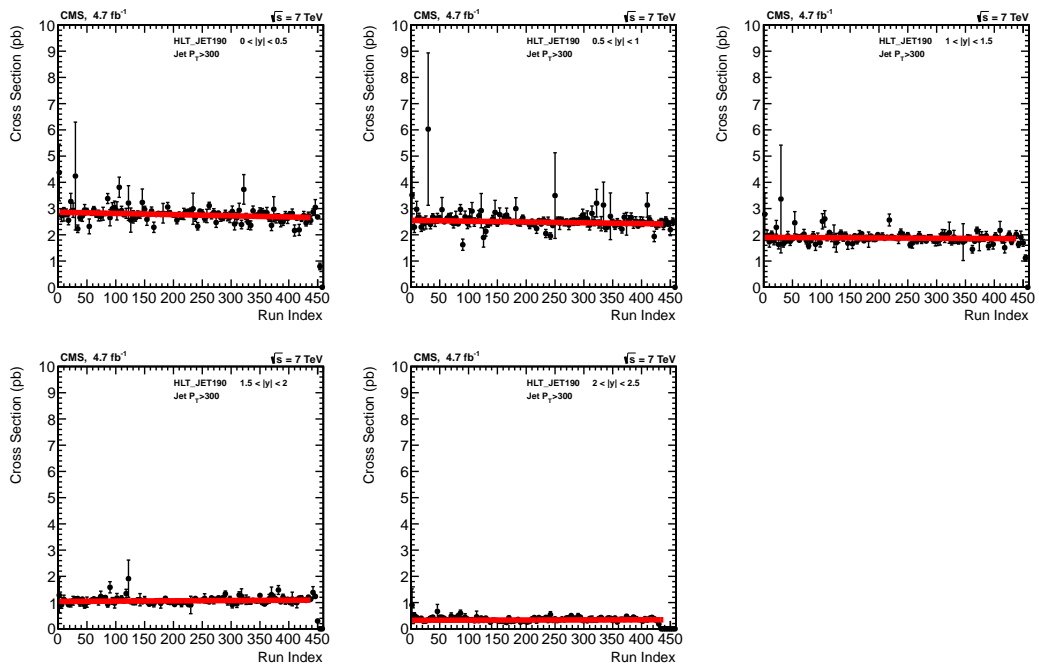 CMS, 4.7 fb⁻¹ √s = 7 TeV
HLT_JET190 0 < |y| < 0.5
Jet P_T>300
Cross Section (pb)
10
9
8
7
6
5
4
3
2
1
0
0 50 100 150 200 250 300 350 400 450
Run Index
CMS, 4.7 fb⁻¹ √s = 7 TeV
HLT_JET190 0.5 < |y| < 1
Jet P_T>300
Cross Section (pb)
10
9
8
7
6
5
4
3
2
1
0
0 50 100 150 200 250 300 350 400 450
Run Index
CMS, 4.7 fb⁻¹ √s = 7 TeV
HLT_JET190 1 < |y| < 1.5
Jet P_T>300
Cross Section (pb)
10
9
8
7
6
5
4
3
2
1
0
0 50 100 150 200 250 300 350 400 450
Run Index
CMS, 4.7 fb⁻¹ √s = 7 TeV
HLT_JET190 1.5 < |y| < 2
Jet P_T>300
Cross Section (pb)
10
9
8
7
6
5
4
3
2
1
0
0 50 100 150 200 250 300 350 400 450
Run Index
CMS, 4.7 fb⁻¹ √s = 7 TeV
HLT_JET190 2 < |y| < 2.5
Jet P_T>300
Cross Section (pb)
10
9
8
7
6
5
4
3
2
1
0
0 50 100 150 200 250 300 350 400 450
Run Index